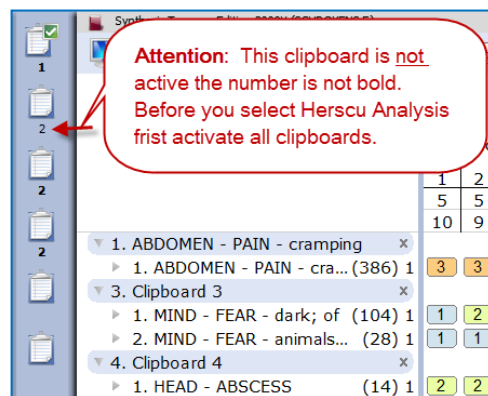 1
2
2
2
Attention: This clipboard is not
active the number is not bold.
Before you select Herscu Analysis
frist activate all clipboards.
1 2
5 5
10 9
1. ABDOMEN - PAIN - cramping x
1. ABDOMEN - PAIN - cra... (386) 1 3 3
3. Clipboard 3 x
1. MIND - FEAR - dark; of (104) 1 1 2
2. MIND - FEAR - animals... (28) 1 1 1
4. Clipboard 4 x
1. HEAD - ABSCESS (14) 1 2 2